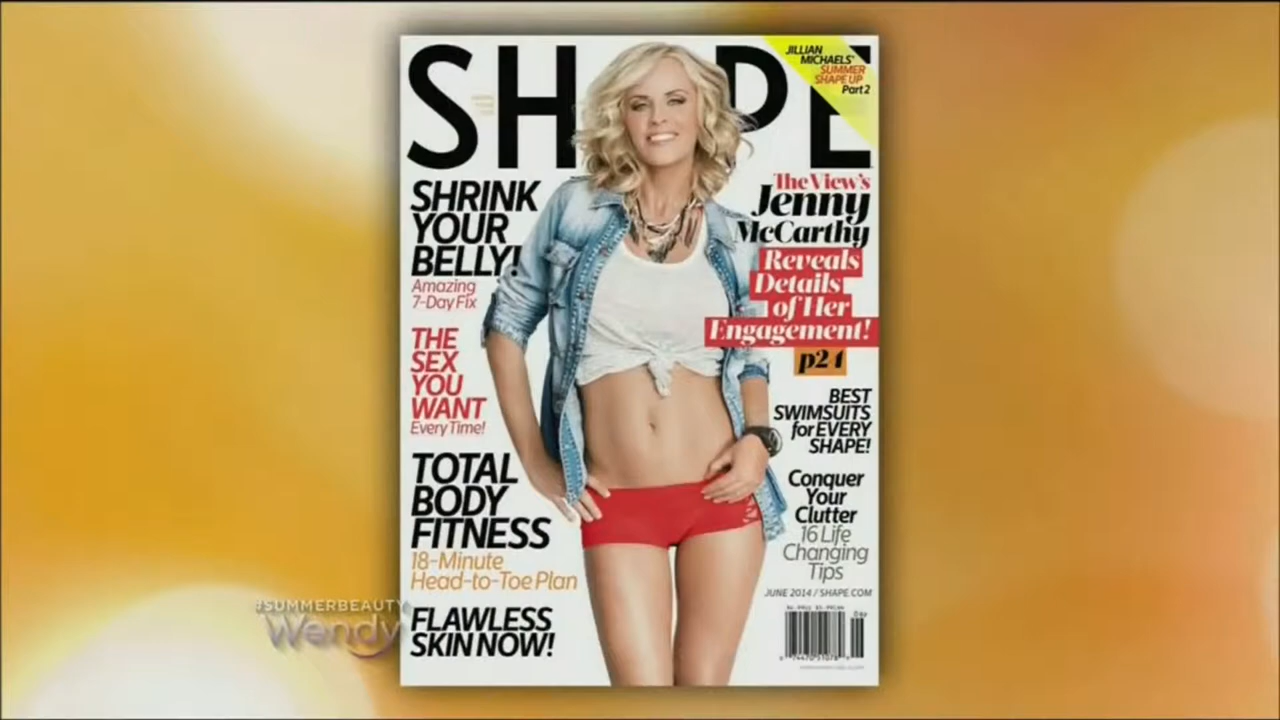 SHAPE
JILLIAN
MICHAELS'
SUMMER
SHAPE UP
Part 2
SHRINK
YOUR
BELLY!
Amazing
7-Day Fix
THE
SEX
YOU
WANT
Every Time!
TOTAL
BODY
FITNESS
18-Minute
Head-to-Toe Plan
FLAWLESS
SKIN NOW!
The View's
Jenny
McCarthy
Reveals
Details
of Her
Engagement!
p21
BEST
SWIMSUITS
for EVERY
SHAPE!
Conquer
Your
Clutter
16 Life
Changing
Tips
JUNE 2014 / SHAPE.COM
#SUMMERBEAUTY
Wendy